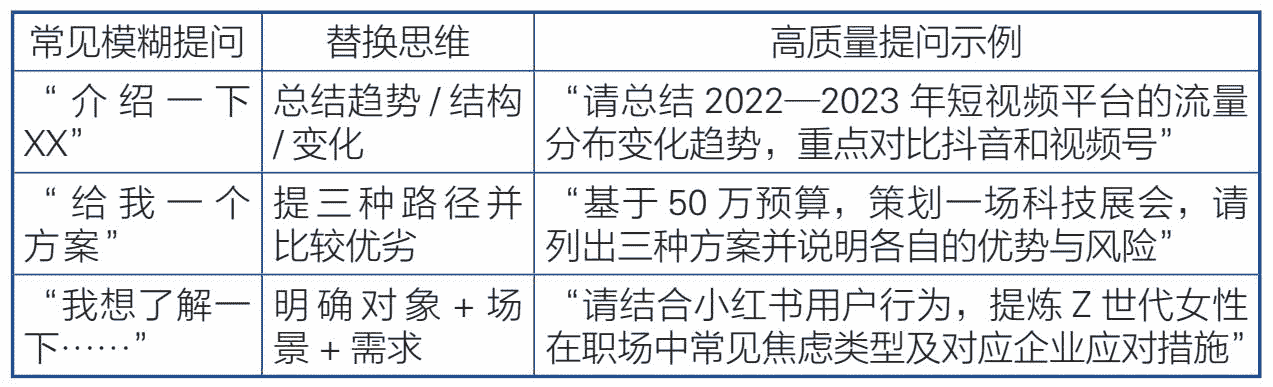 常见模糊提问
替换思维
高质量提问示例
“介绍一下
XX”
总结趋势 / 结构
/ 变化
“请总结 2022—2023 年短视频平台的流量
分布变化趋势，重点对比抖音和视频号”
“给我一个
方案”
提三种路径并
比较优劣
“基于 50 万预算，策划一场科技展会，请
列出三种方案并说明各自的优势与风险”
“我想了解一
下……”
明确对象 + 场
景 + 需求
“请结合小红书用户行为，提炼 Z 世代女性
在职场中常见焦虑类型及对应企业应对措施”